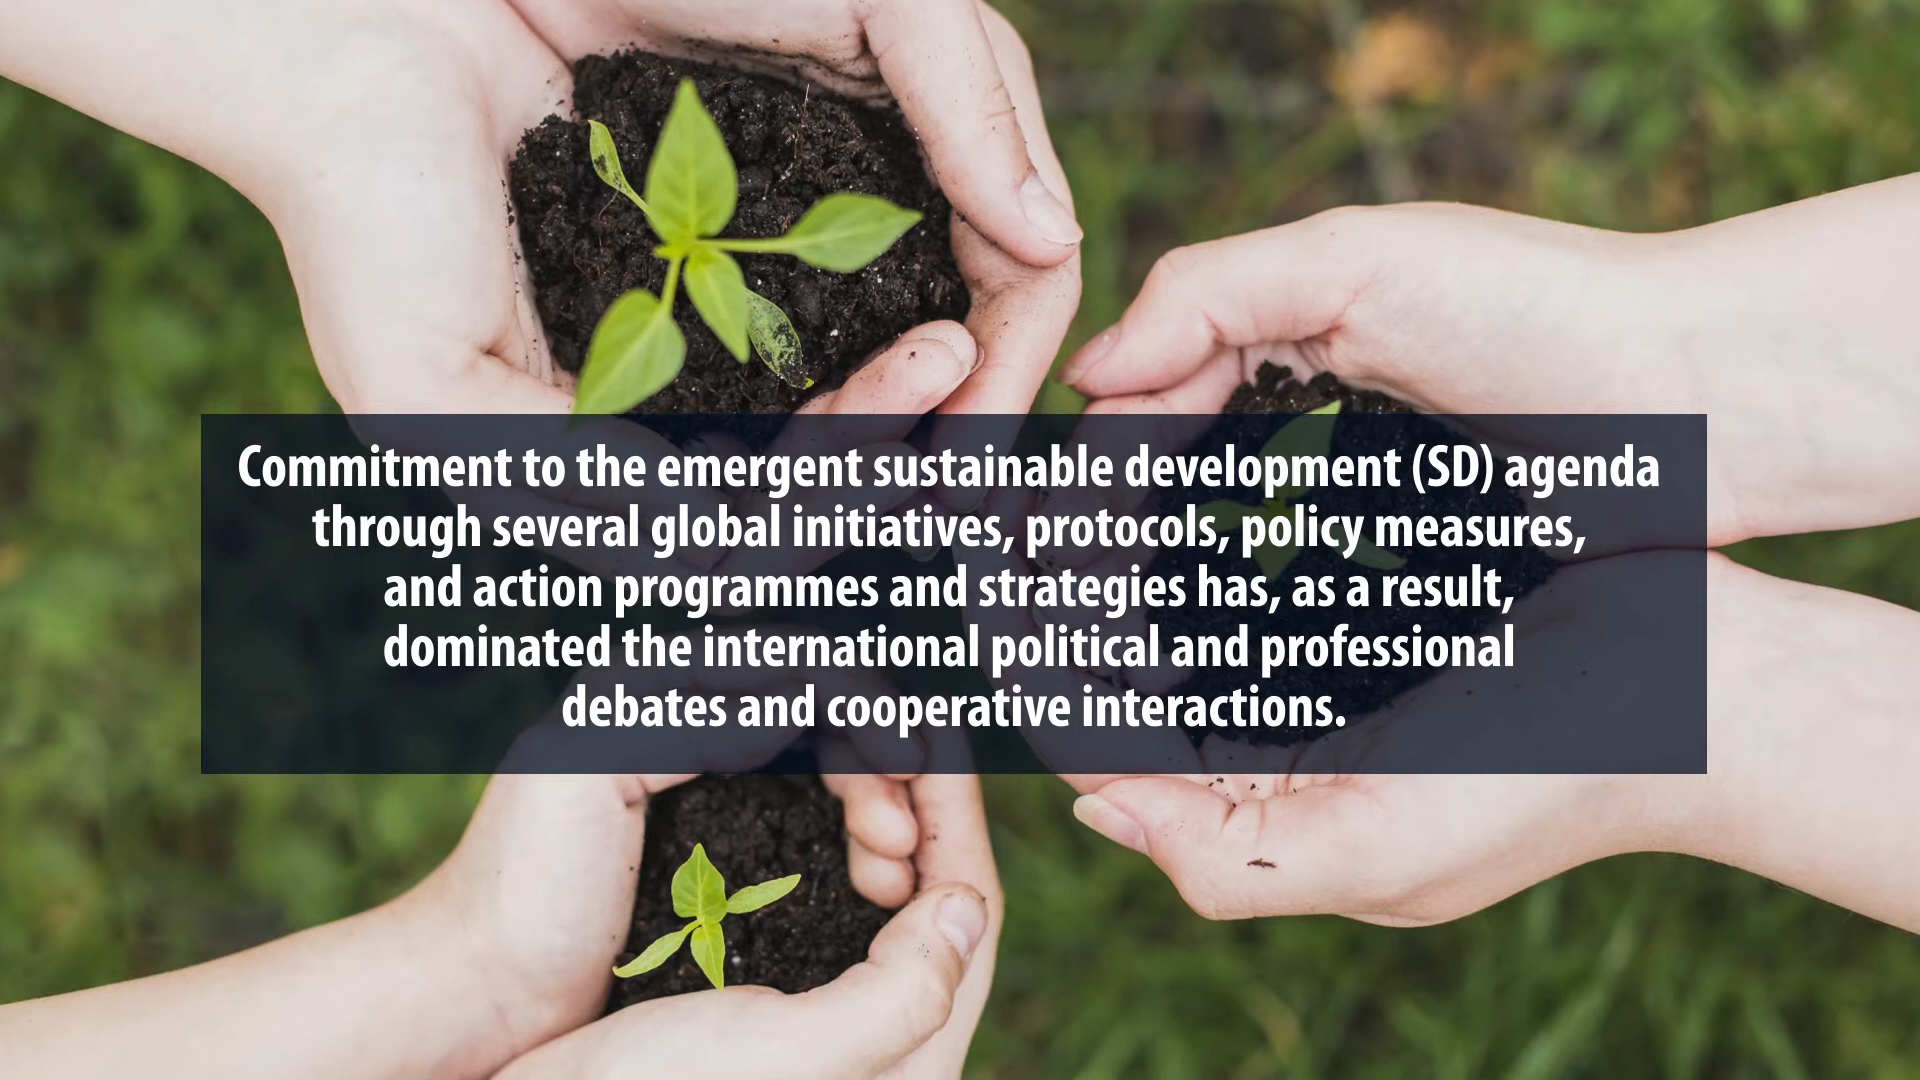 Commitment to the emergent sustainable development (SD) agenda
through several global initiatives, protocols, policy measures,
and action programmes and strategies has, as a result,
dominated the international political and professional
debates and cooperative interactions.